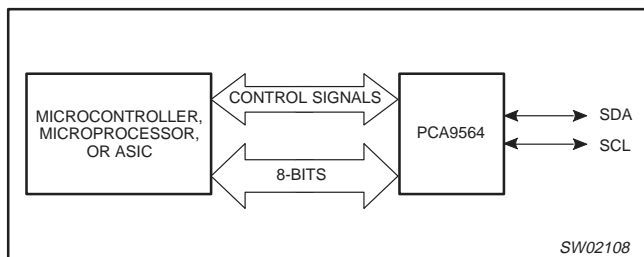 MICROCONTROLLER,
MICROPROCESSOR,
OR ASIC
CONTROL SIGNALS
8-BITS
PCA9564
SDA
SCL
SW02108